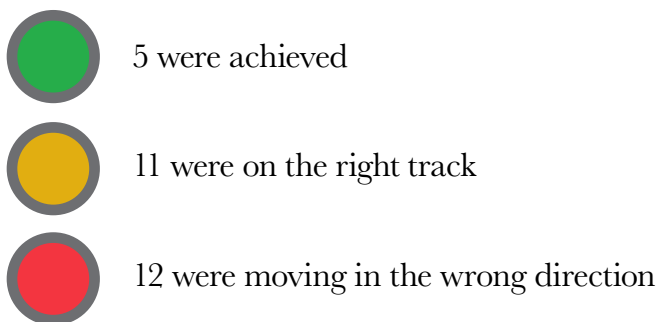 5 were achieved
11 were on the right track
12 were moving in the wrong direction